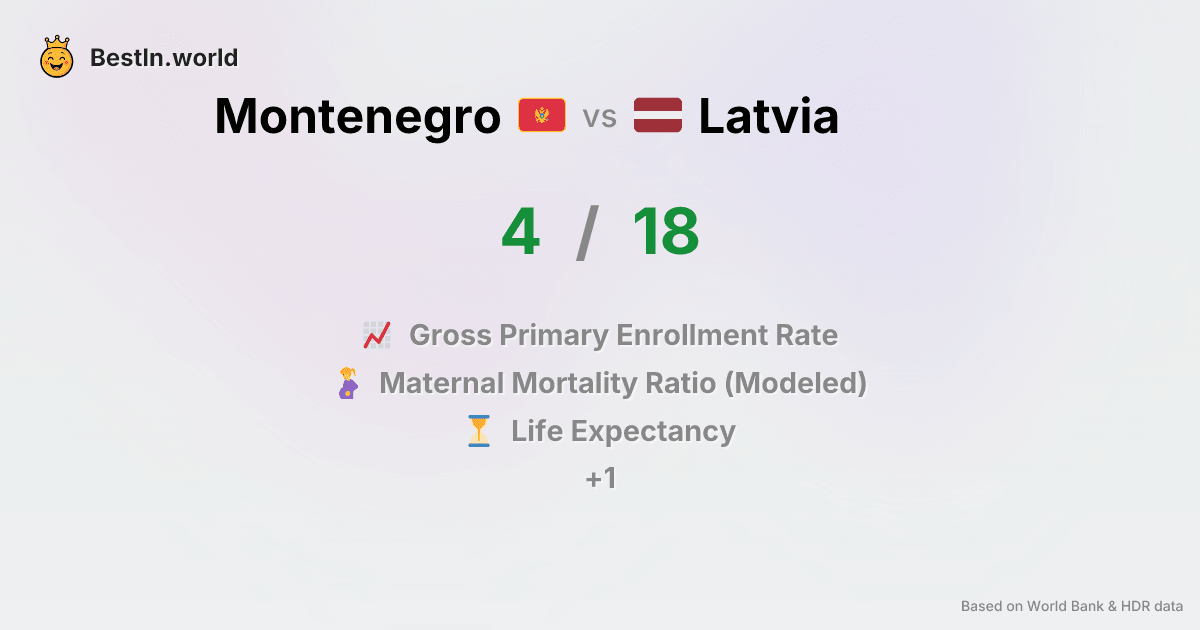 BestIn.world
Montenegro vs Latvia
4 / 18
Gross Primary Enrollment Rate
Maternal Mortality Ratio (Modeled)
Life Expectancy
+1
Based on World Bank & HDR data